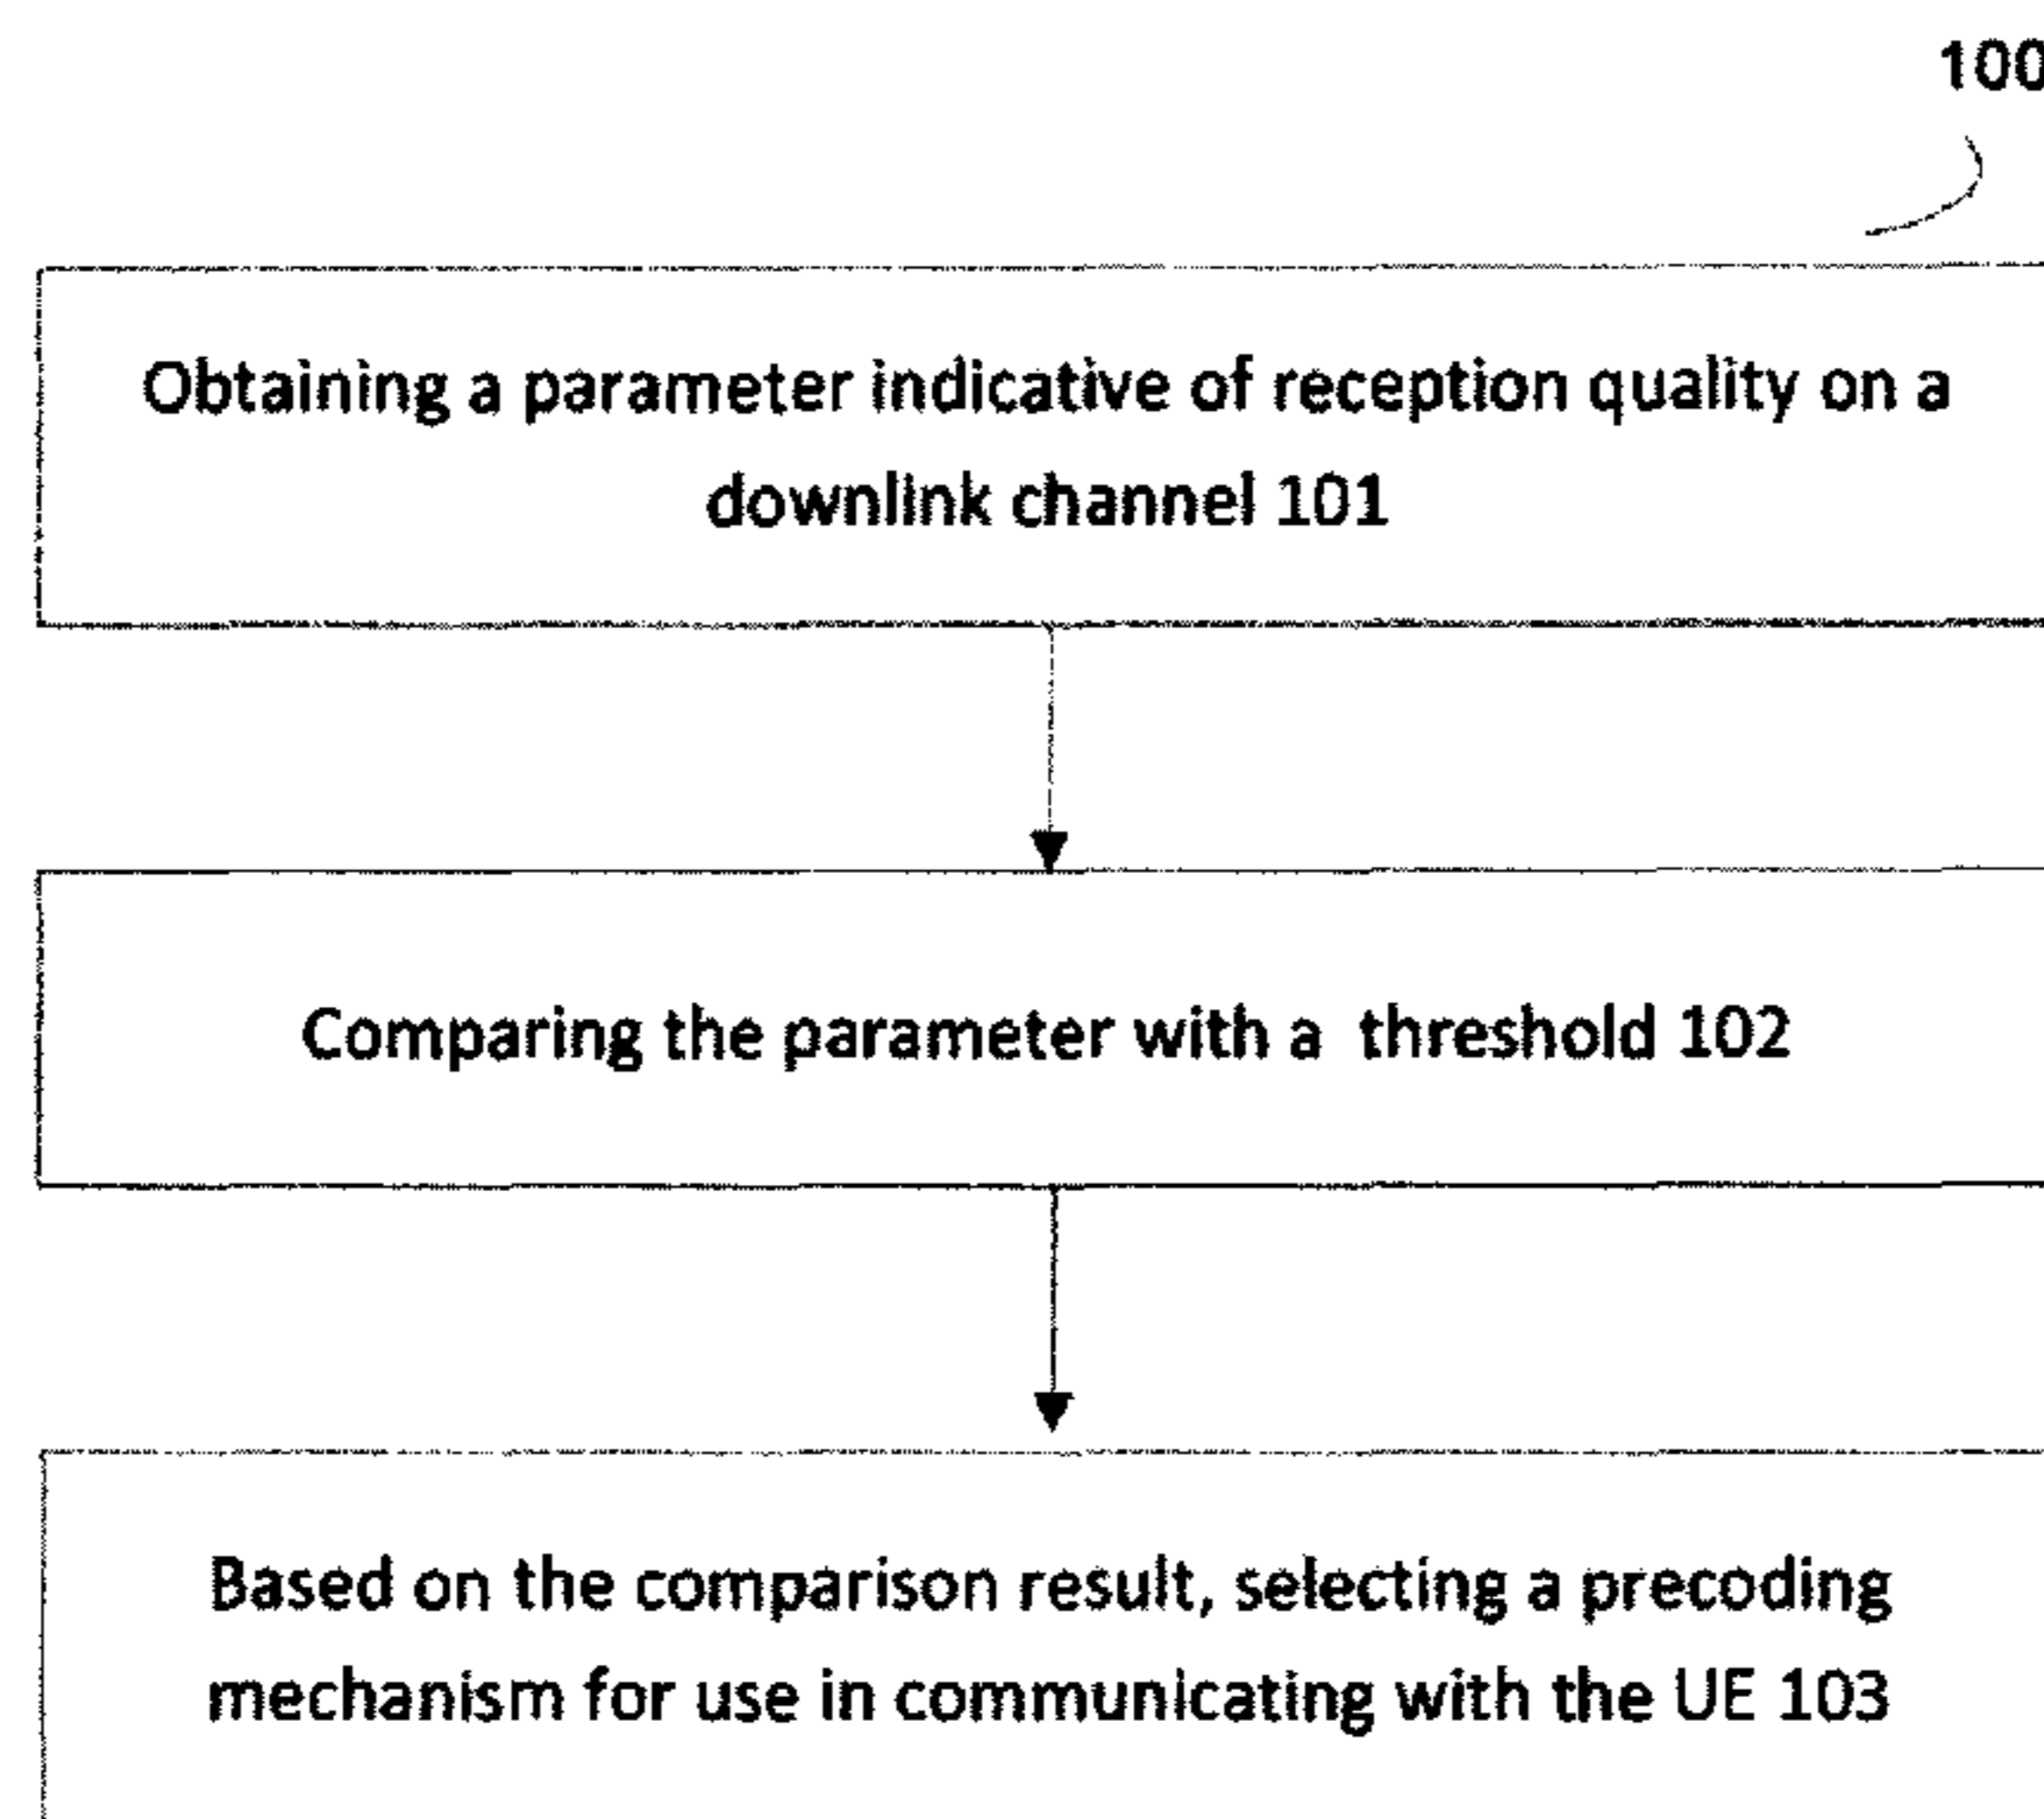 100
Obtaining a parameter indicative of reception quality on a
downlink channel 101
Comparing the parameter with a threshold 102
Based on the comparison result, selecting a precoding
mechanism for use in communicating with the UE 103